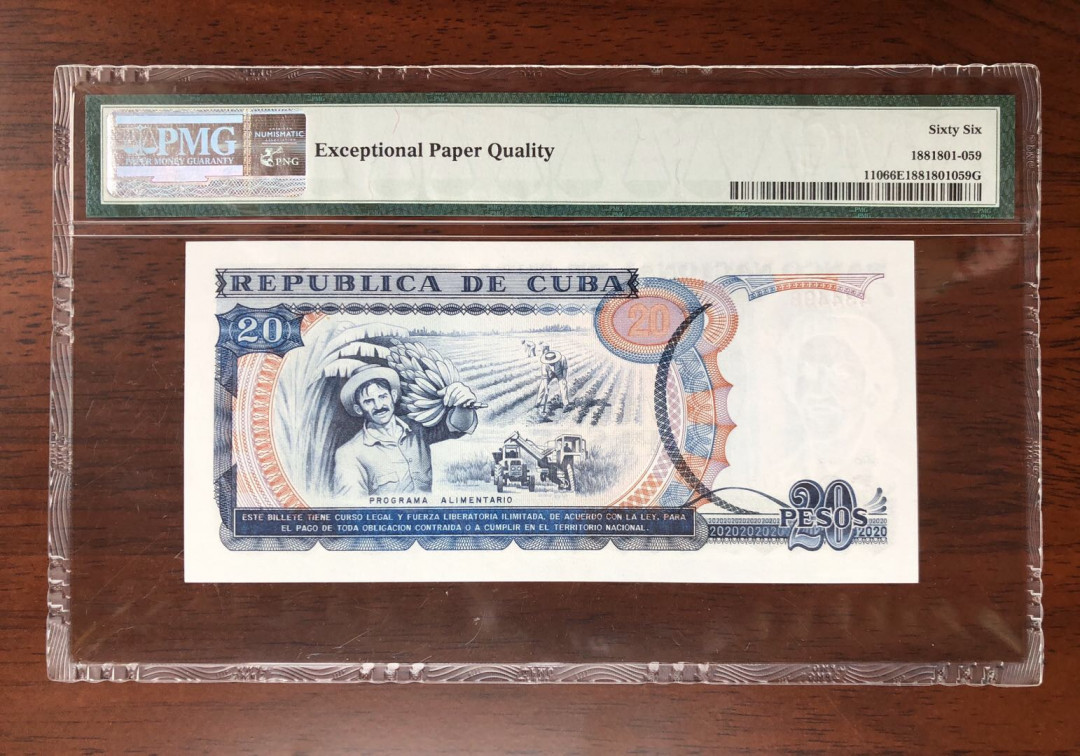 PMG
PAPER MONEY GUARANTY
NUMISMATIC
PNG
Exceptional Paper Quality
Sixty Six
1881801-059
11066E1881801059G
REPUBLICA DE CUBA
20
20
PROGRAMA ALIMENTARIO
ESTE BILLETE TIENE CURSO LEGAL Y FUERZA LIBERATORIA ILIMITADA, DE ACUERDO CON LA LEY, PARA
EL PAGO DE TODA OBLIGACION CONTRAIDA O A CUMPLIR EN EL TERRITORIO NACIONAL.
20
PESOS